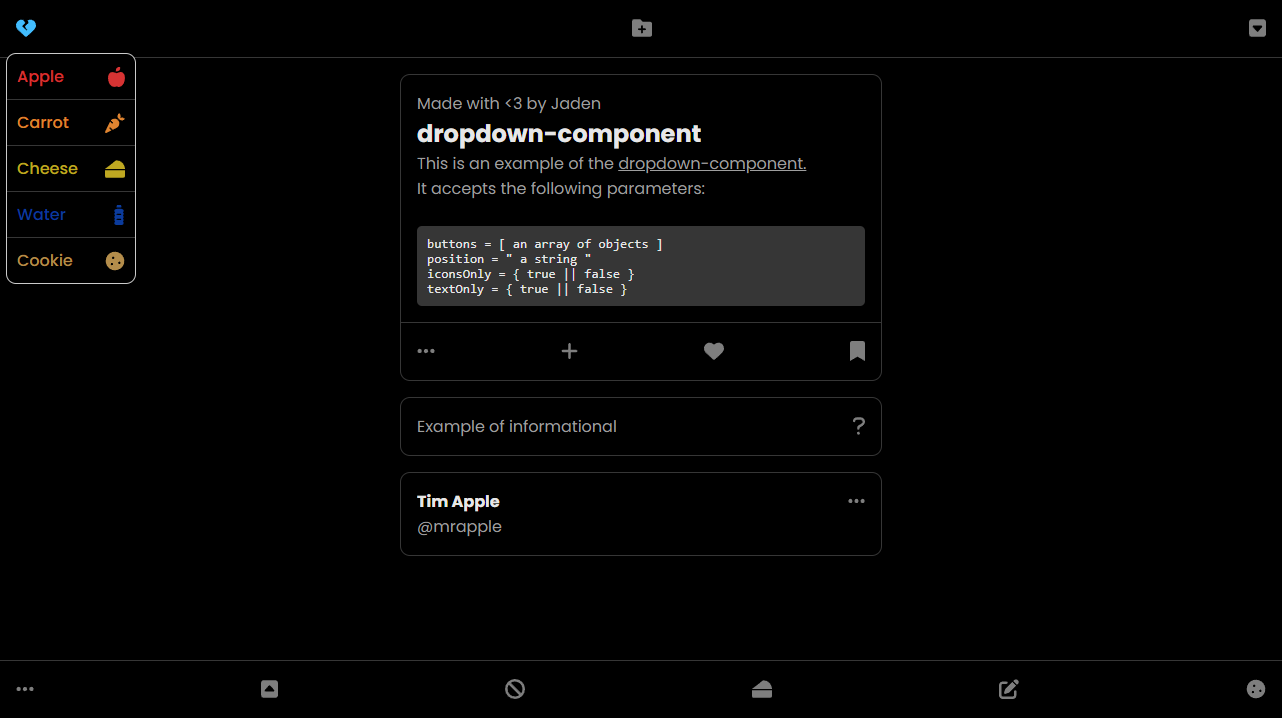 Apple
Carrot
Cheese
Water
Cookie
Made with <3 by Jaden
dropdown-component
This is an example of the dropdown-component.
It accepts the following parameters:
buttons = [ an array of objects ]
position = " a string "
iconsOnly = { true || false }
textOnly = { true || false }
Example of informational
?
Tim Apple
@mrapple